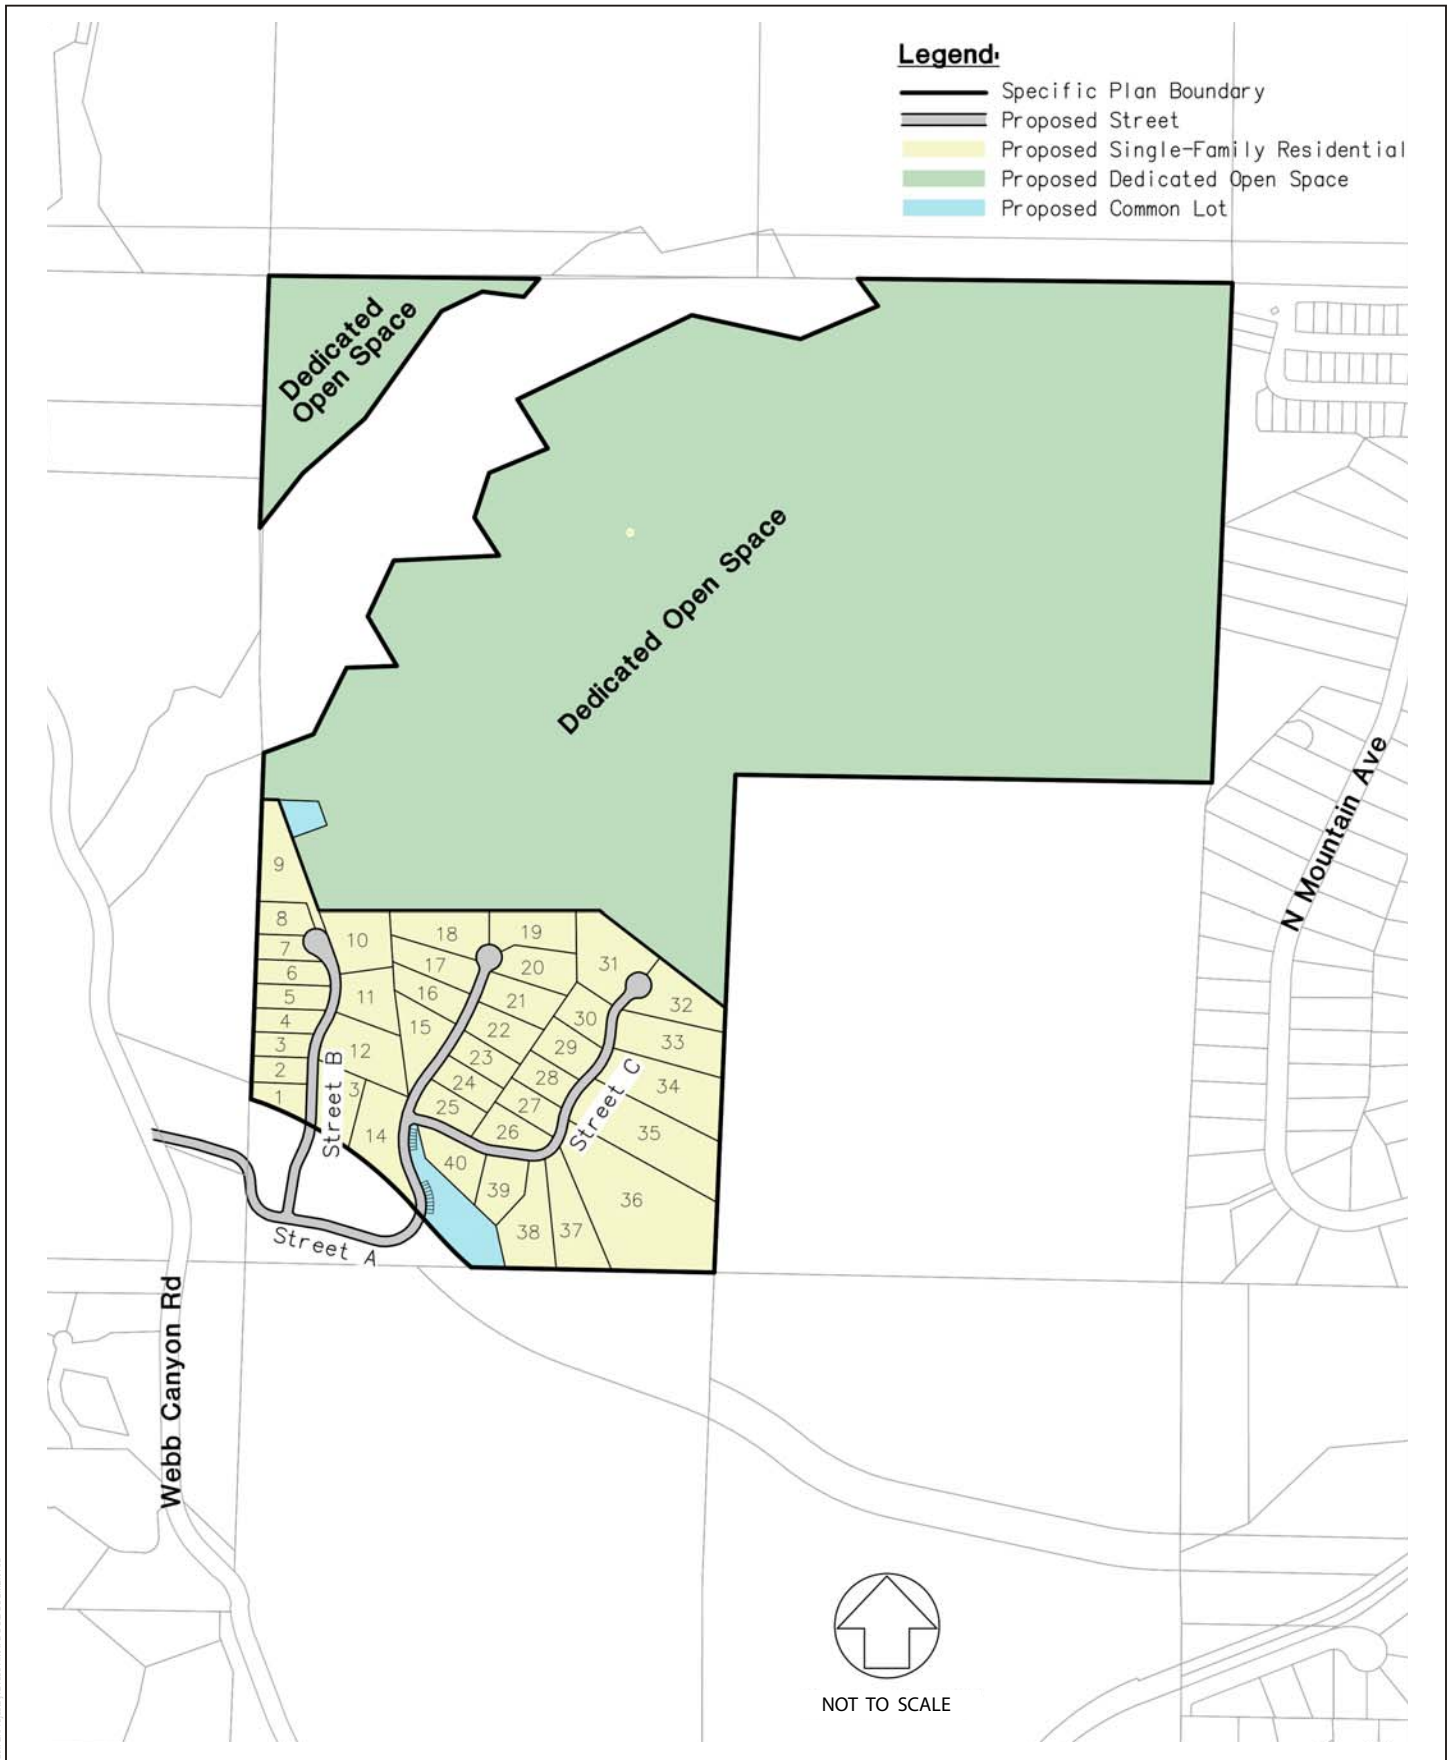 Legend:
Specific Plan Boundary
Proposed Street
Proposed Single-Family Residential
Proposed Dedicated Open Space
Proposed Common Lot
Dedicated
Open Space
Dedicated Open Space
N Mountain Ave
9
8
7
6
5
4
3
2
1
10
11
12
3
14
15
16
17
18
19
20
21
22
23
24
25
26
27
28
29
30
31
32
33
34
35
36
37
38
39
40
Street B
Street C
Street A
Webb Canyon Rd
NOT TO SCALE